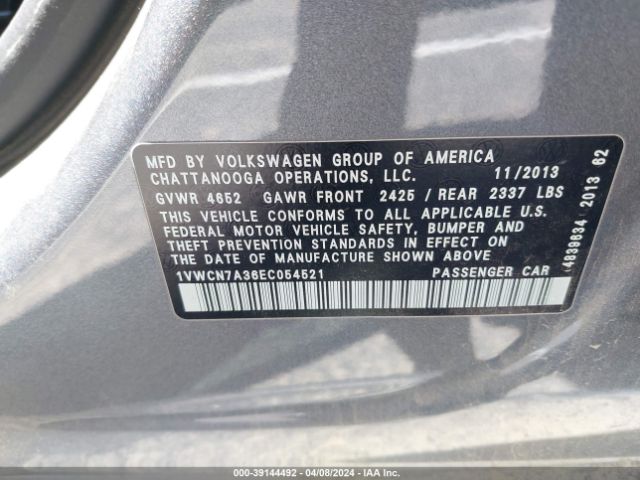 MFD BY VOLKSWAGEN GROUP OF AMERICA
CHATTANOOGA OPERATIONS, LLC. 11/2013
GVWR 4652 GAWR FRONT 2425 / REAR 2337 LBS
THIS VEHICLE CONFORMS TO ALL APPLICABLE U.S.
FEDERAL MOTOR VEHICLE SAFETY, BUMPER AND
THEFT PREVENTION STANDARDS IN EFFECT ON
THE DATE OF MANUFACTURE SHOWN ABOVE.
1VWCN7A36EC054521 PASSENGER CAR
4839634 2013 62
000-39144492 - 04/08/2024 - IAA Inc.